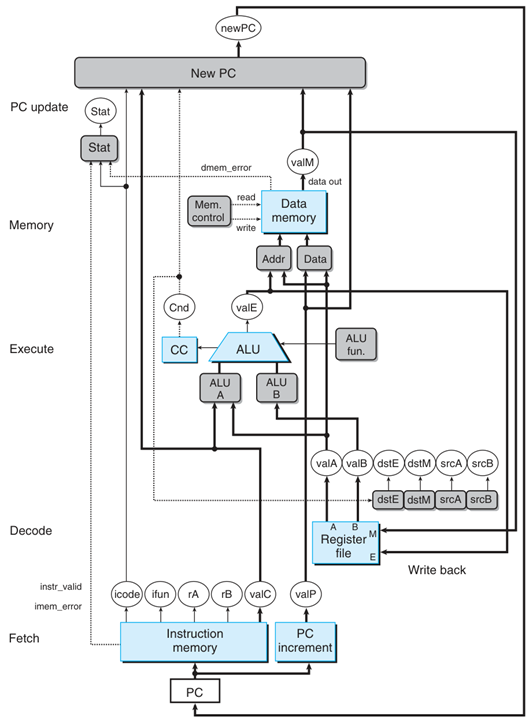 newPC
New PC
PC update
Stat
Stat
valM
dmem_error
data out
read
Mem.
control
Data
memory
write
Memory
Addr
Data
Cnd
valE
Execute
CC
ALU
ALU
fun.
ALU
A
ALU
B
valA
valB
dstE
dstM
srcA
srcB
dstE
dstM
srcA
srcB
Decode
A
B
M
Register
file
E
Write back
instr_valid
imem_error
icode
ifun
rA
rB
valC
valP
Fetch
Instruction
memory
PC
increment
PC